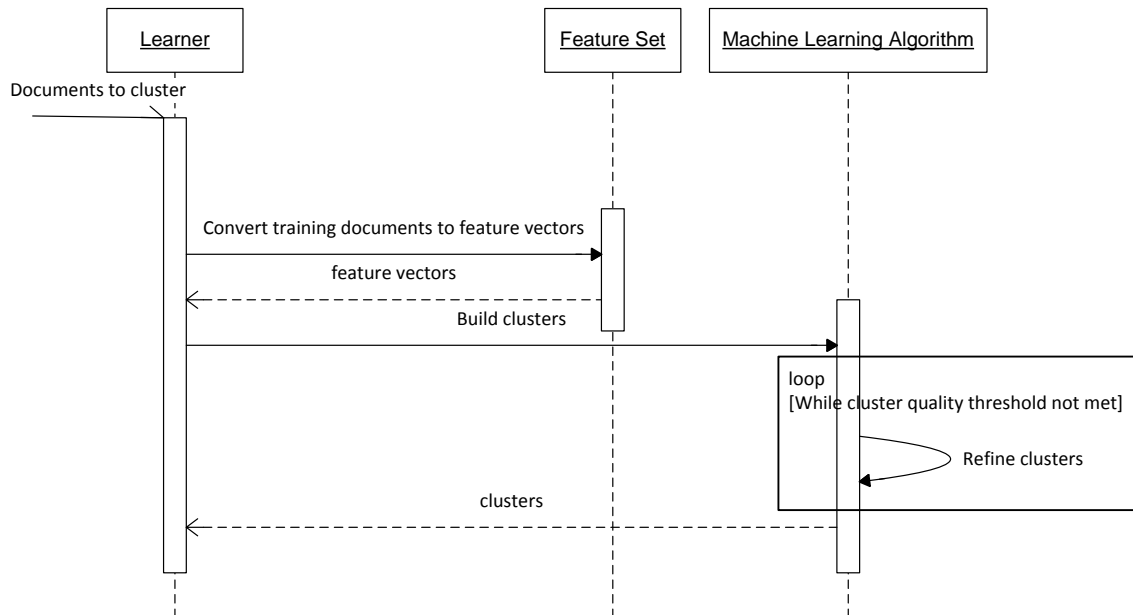 Learner
Feature Set
Machine Learning Algorithm
Documents to cluster
Convert training documents to feature vectors
feature vectors
Build clusters
loop
[While cluster quality threshold not met]
Refine clusters
clusters